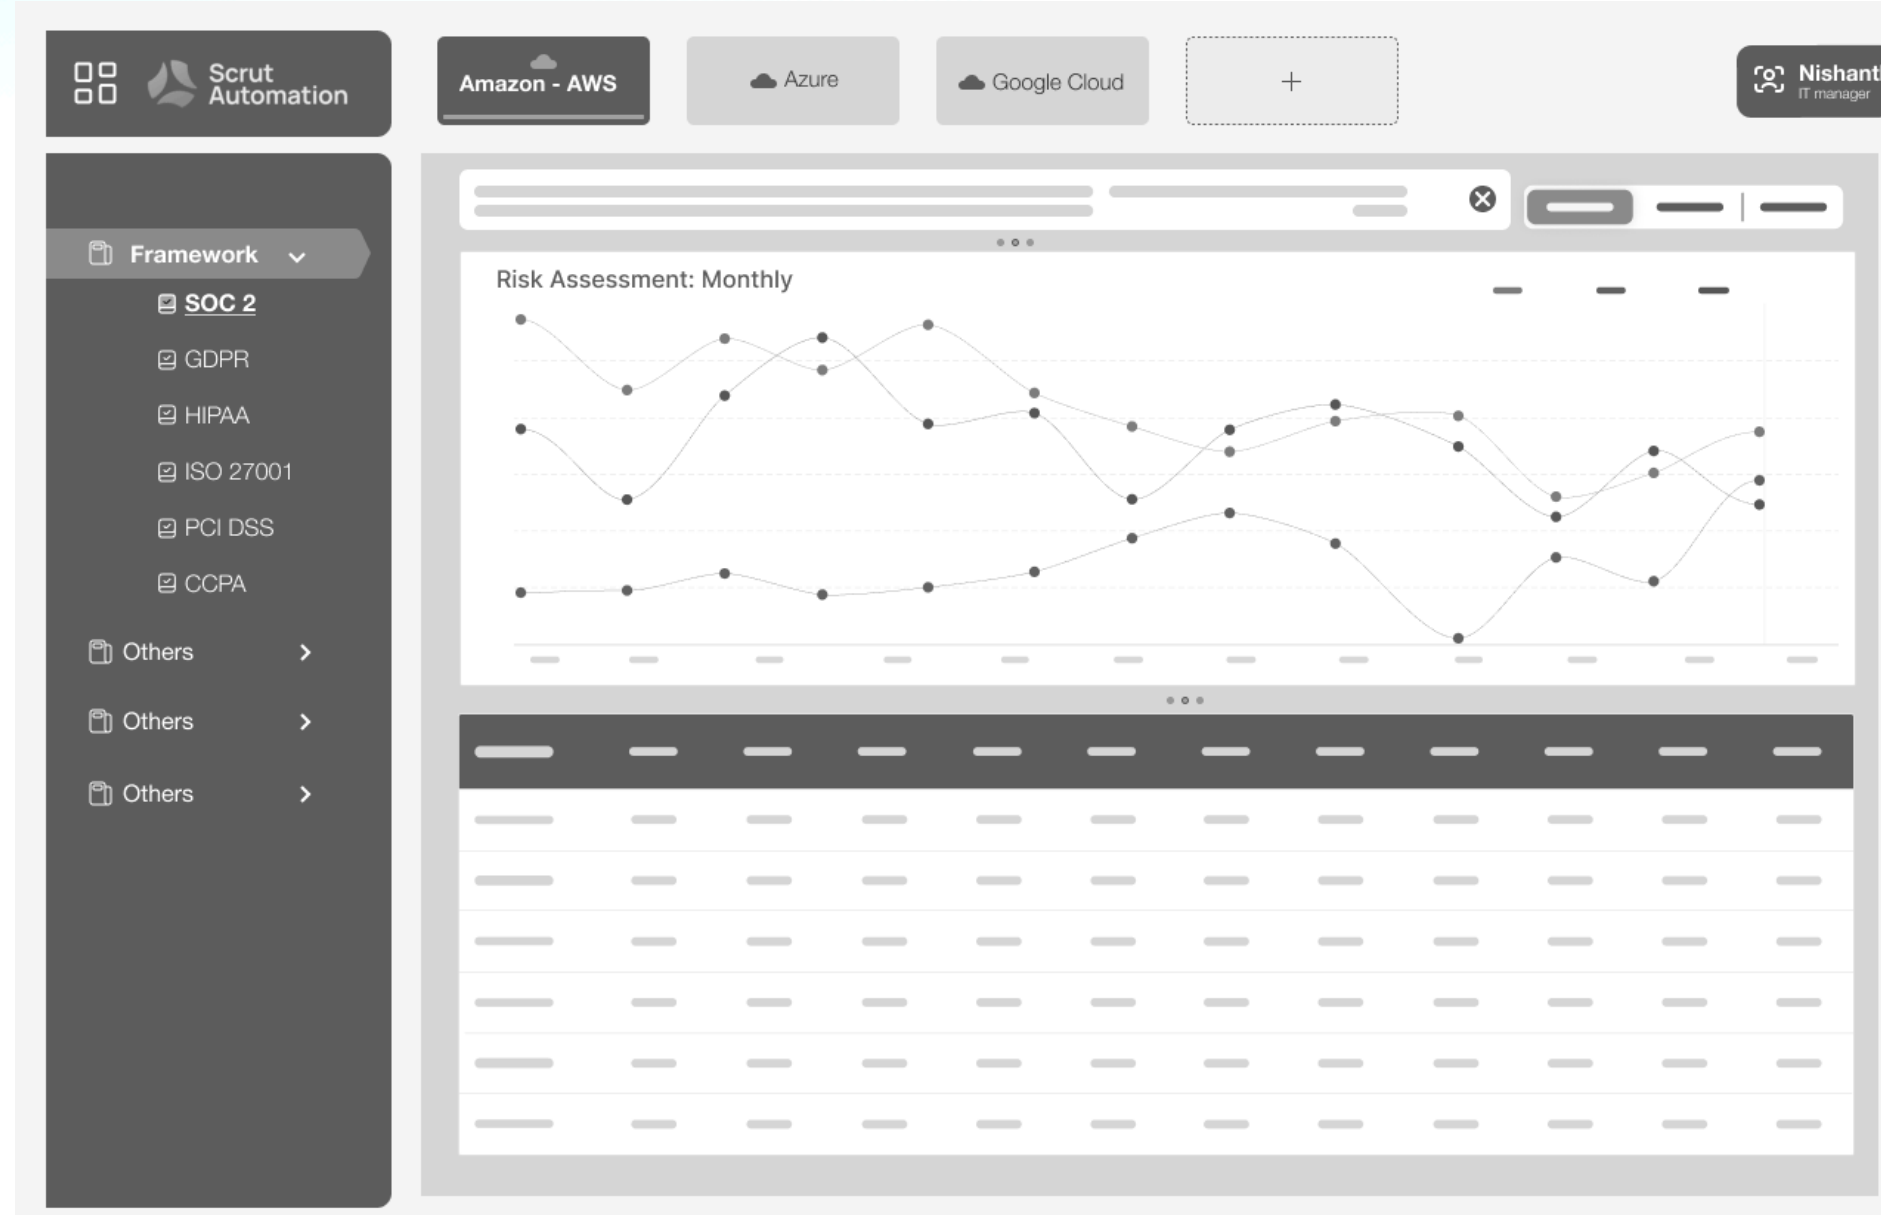 Scrut
Automation
Amazon - AWS
Azure
Google Cloud
+
Nishant
IT manager
Framework
SOC 2
GDPR
HIPAA
ISO 27001
PCI DSS
CCPA
Others
Others
Others
Risk Assessment: Monthly